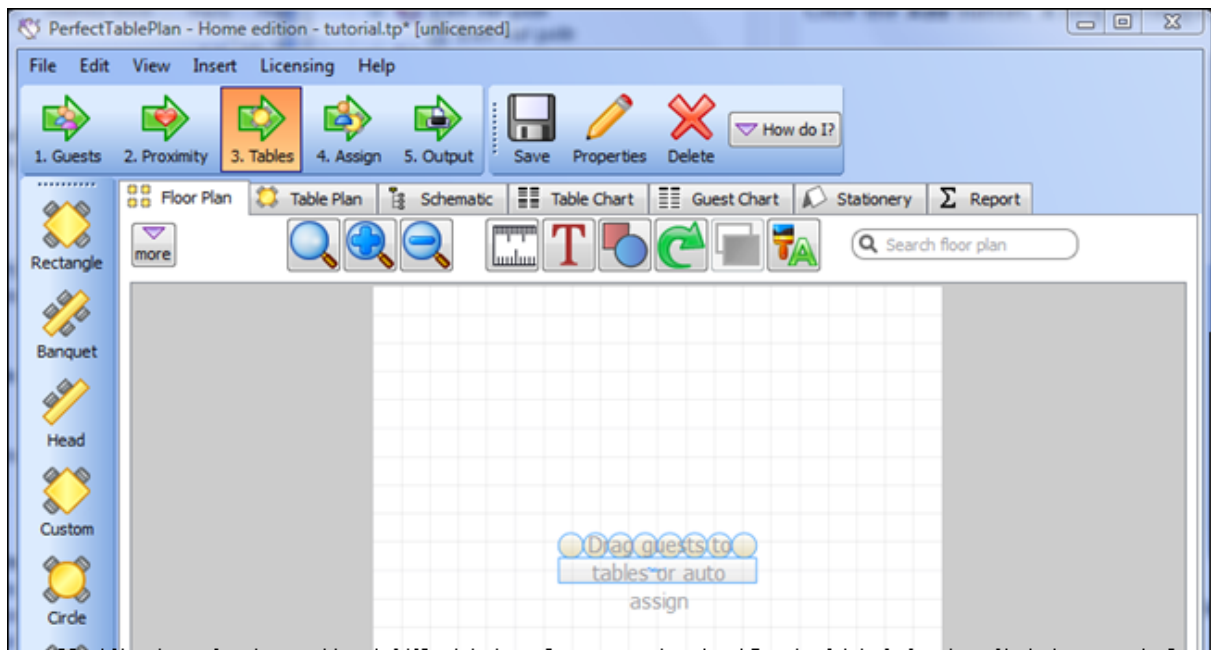 PerfectTablePlan - Home edition - tutorial.tp* [unlicensed]
File Edit View Insert Licensing Help
1. Guests 2. Proximity 3. Tables 4. Assign 5. Output Save Properties Delete How do I?
Floor Plan Table Plan Schematic Table Chart Guest Chart Stationery Σ Report
more T A Search floor plan
Rectangle
Banquet
Head
Custom
Circle
Drag guests to
tables or auto
assign